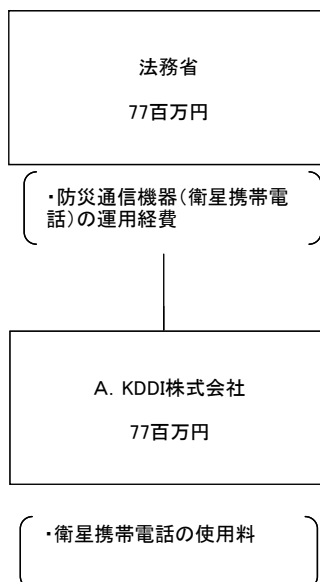 法務省
77百万円
・防災通信機器（衛星携帯電
話）の運用経費
A．KDDI株式会社
77百万円
・衛星携帯電話の使用料